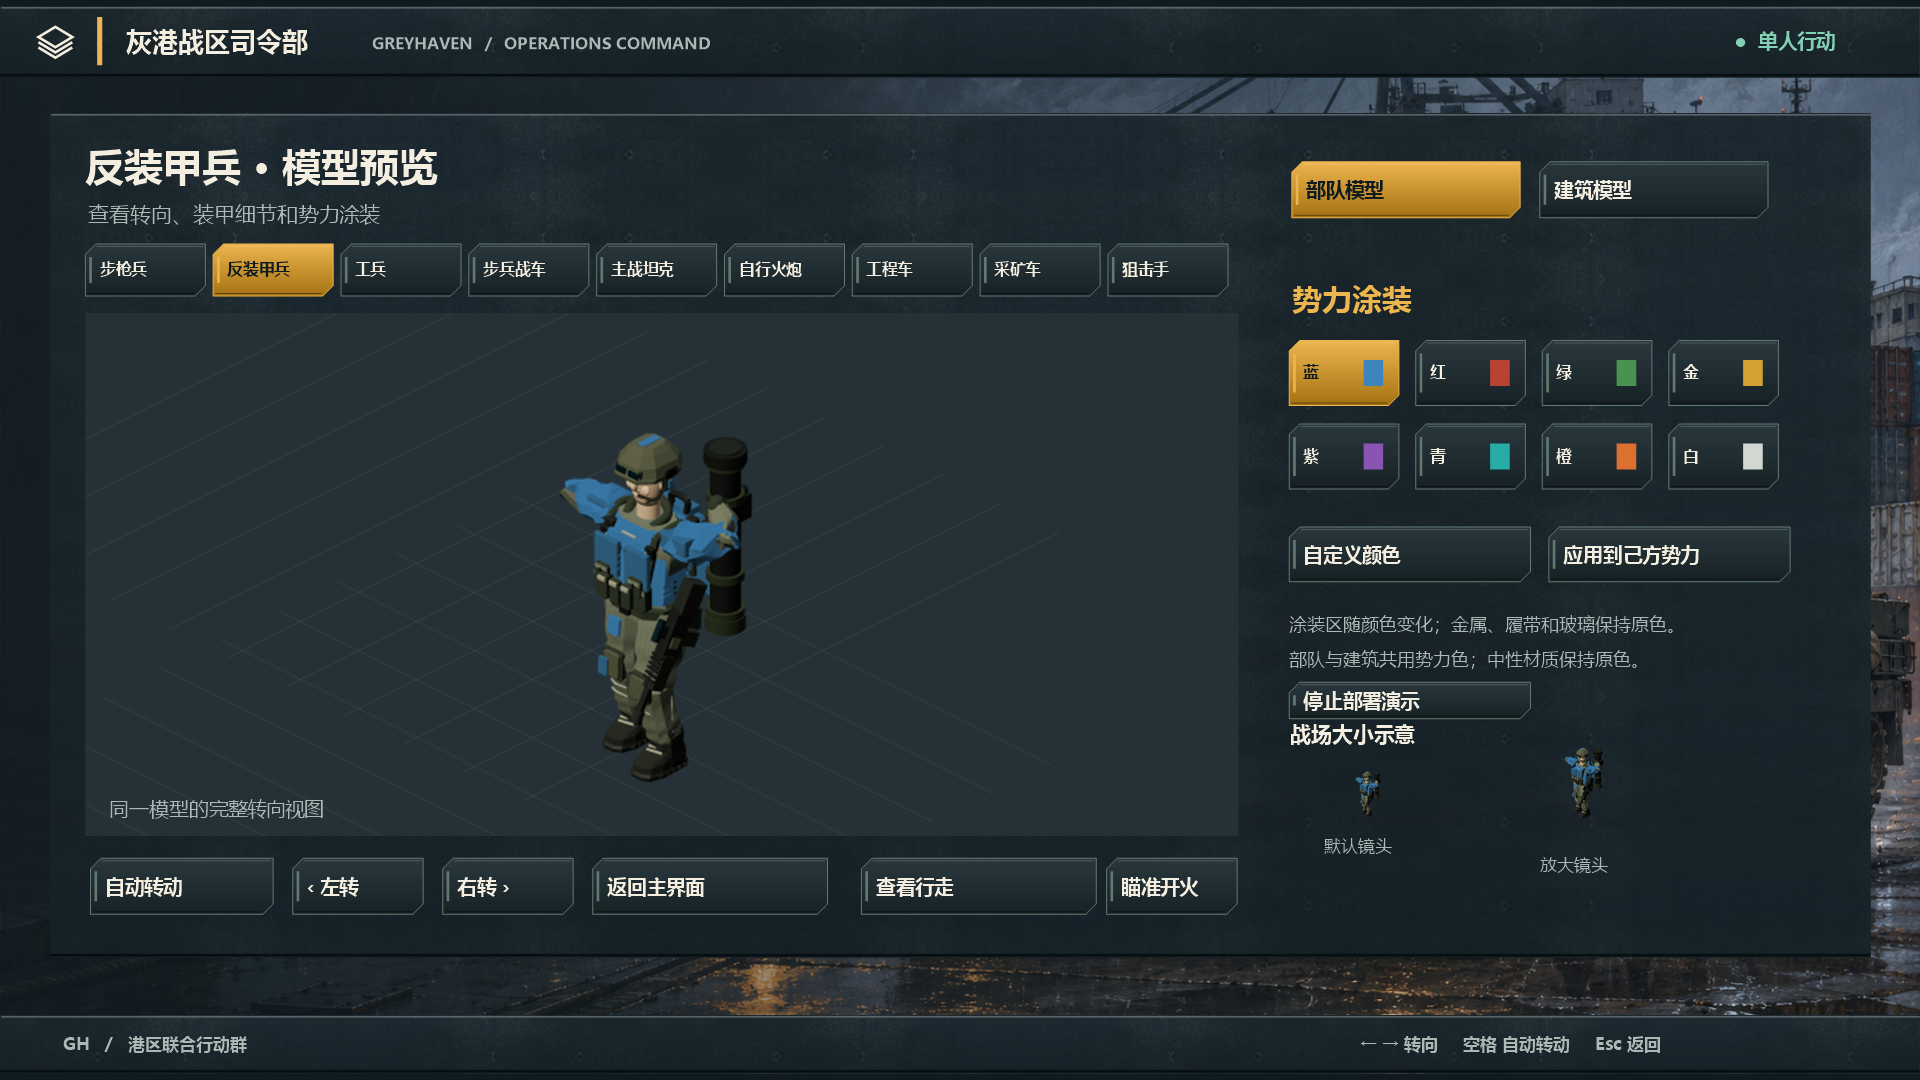 灰港战区司令部
GREYHAVEN / OPERATIONS COMMAND
单人行动
反装甲兵·模型预览
查看转向、装甲细节和势力涂装
部队模型
建筑模型
步枪兵
反装甲兵
工兵
步兵战车
主战坦克
自行火炮
工程车
采矿车
狙击手
势力涂装
蓝
红
绿
金
紫
青
橙
白
自定义颜色
应用到己方势力
涂装区随颜色变化；金属、履带和玻璃保持原色。
部队与建筑共用势力色；中性材质保持原色。
停止部署演示
战场大小示意
默认镜头
放大镜头
同一模型的完整转向视图
自动转动
‹ 左转
右转 ›
返回主界面
查看行走
瞄准开火
GH / 港区联合行动群
←→ 转向 空格 自动转动 Esc 返回